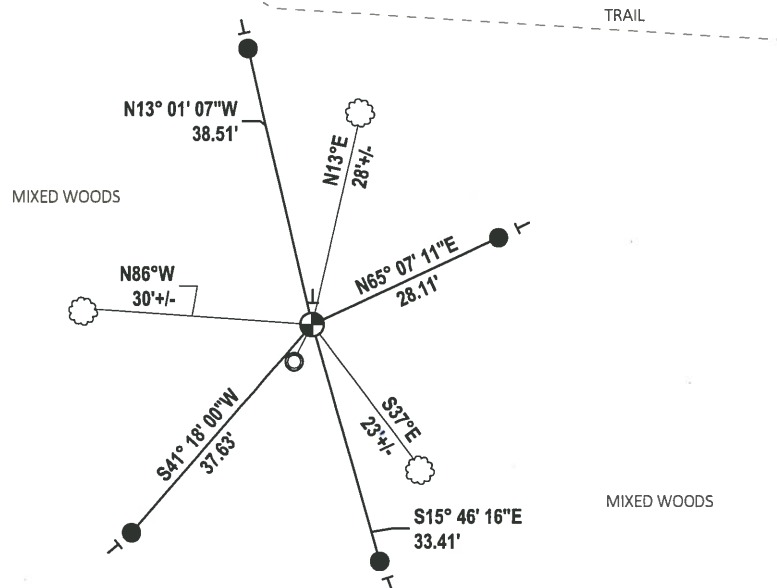 TRAIL
N13° 01' 07"W
38.51'
N13°E
28'+/-
MIXED WOODS
N65° 07' 11"E
28.11'
N86°W
30'+/-
S41° 18' 00"W
37.63'
S37°E
23'+/-
MIXED WOODS
S15° 46' 16"E
33.41'